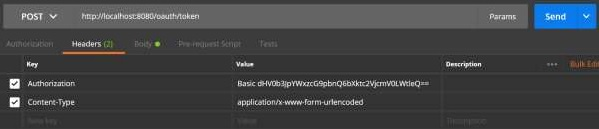 POST http://localhost:8080/oauth/token Params Send
Authorization Headers (2) Body Pre-request Script Tests
Key Value Description ••• Bulk Edi
Authorization Basic dHV0b3JpYWxzcG9pbnQ6bXktc2VjcmV0LWtleQ==
Content-Type application/x-www-form-urlencoded
New key Value Description